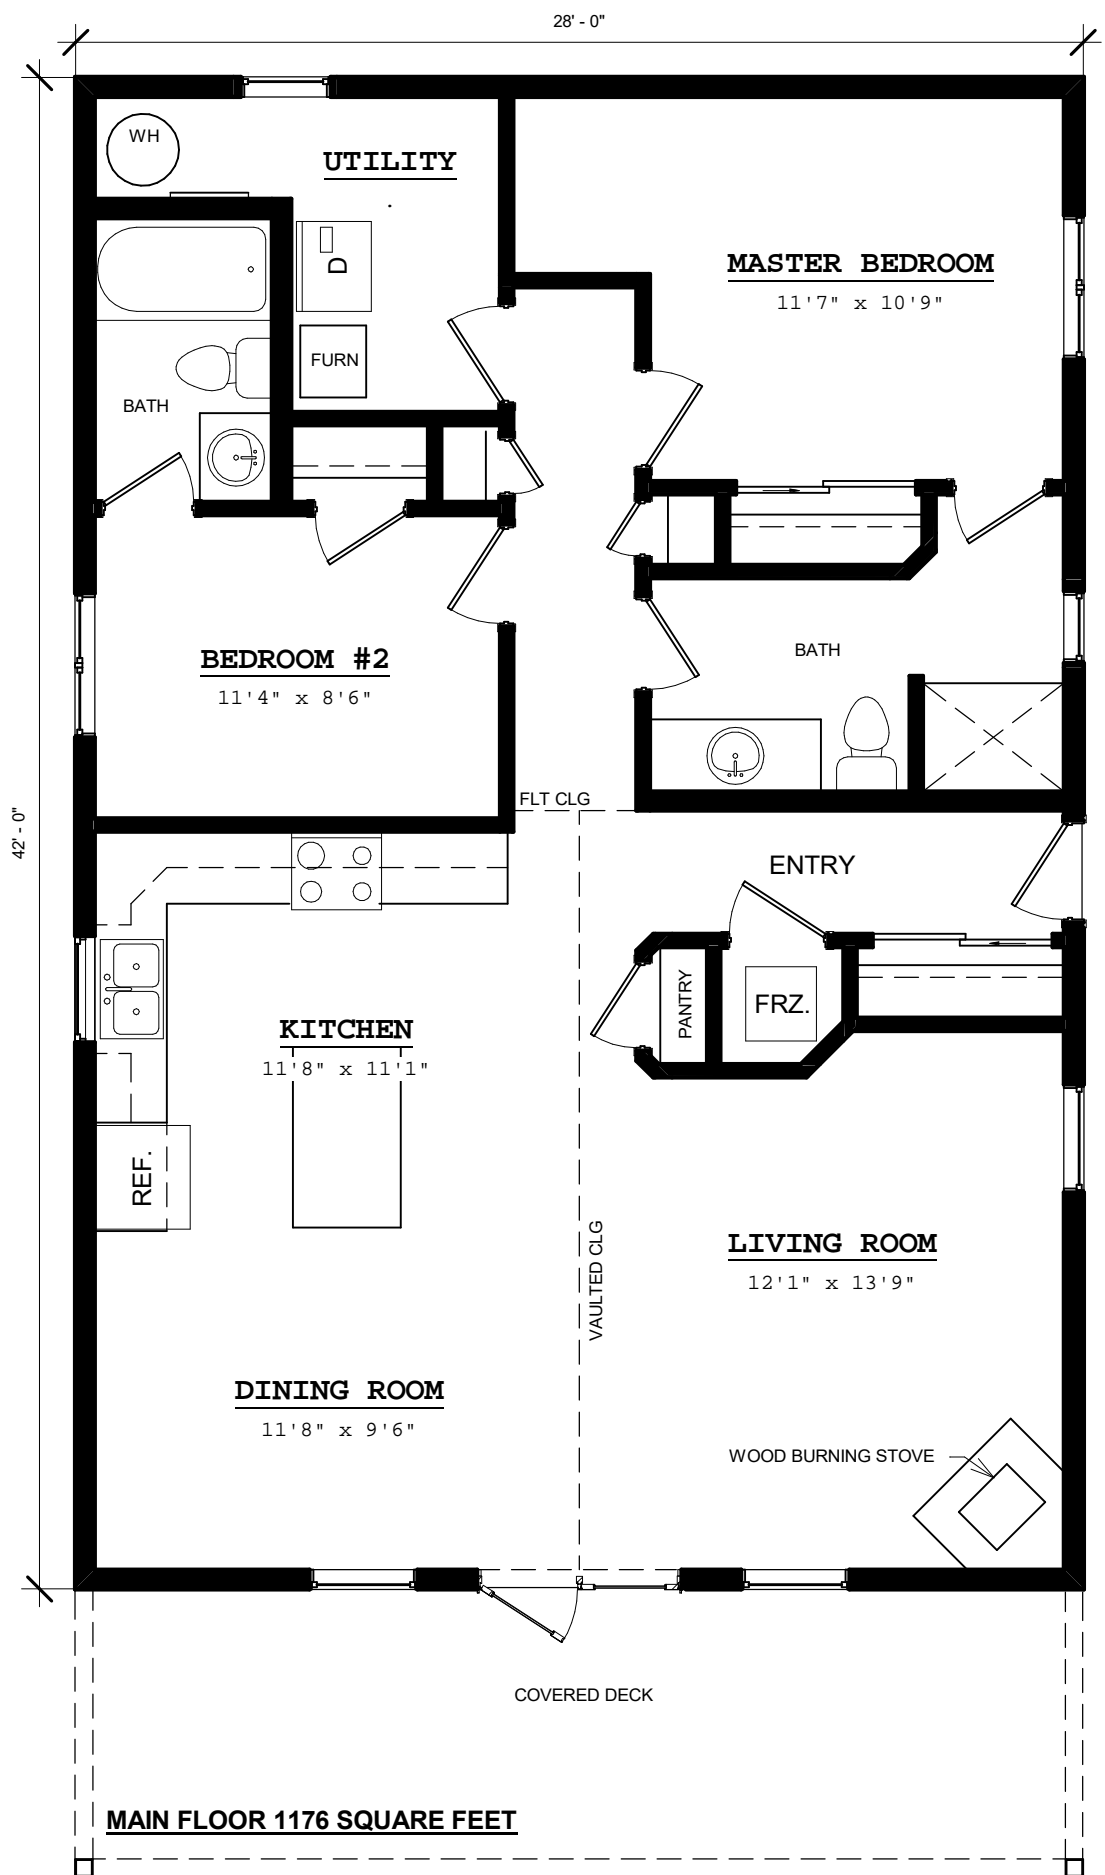 28' - 0"
WH
UTILITY
D
MASTER BEDROOM
11'7" x 10'9"
FURN
BATH
BEDROOM #2
11'4" x 8'6"
BATH
42' - 0"
FLT CLG
ENTRY
PANTRY
FRZ.
KITCHEN
11'8" x 11'1"
REF.
VAULTED CLG
LIVING ROOM
12'1" x 13'9"
DINING ROOM
11'8" x 9'6"
WOOD BURNING STOVE
COVERED DECK
MAIN FLOOR 1176 SQUARE FEET